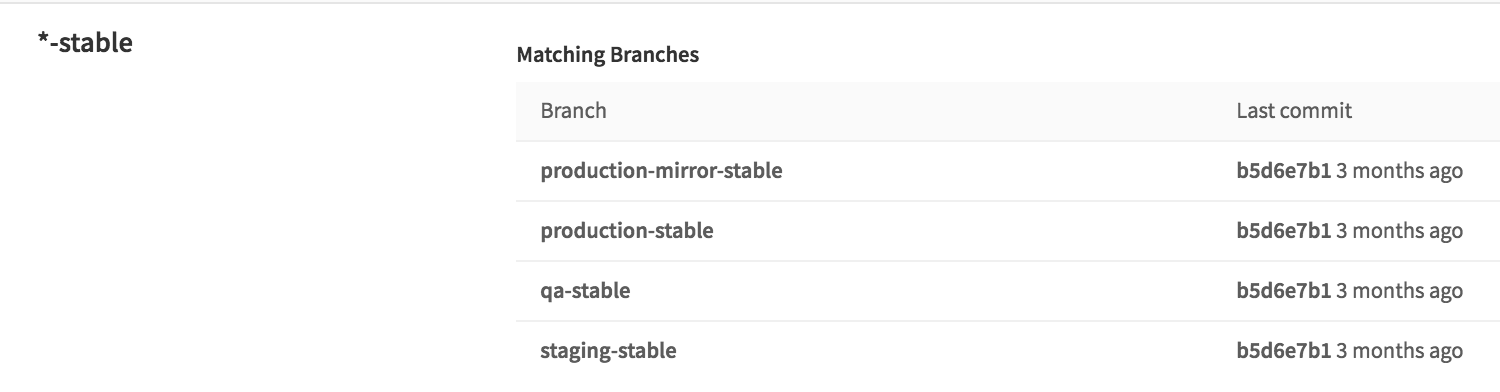 *-stable
Matching Branches
Branch Last commit
production-mirror-stable b5d6e7b1 3 months ago
production-stable b5d6e7b1 3 months ago
qa-stable b5d6e7b1 3 months ago
staging-stable b5d6e7b1 3 months ago